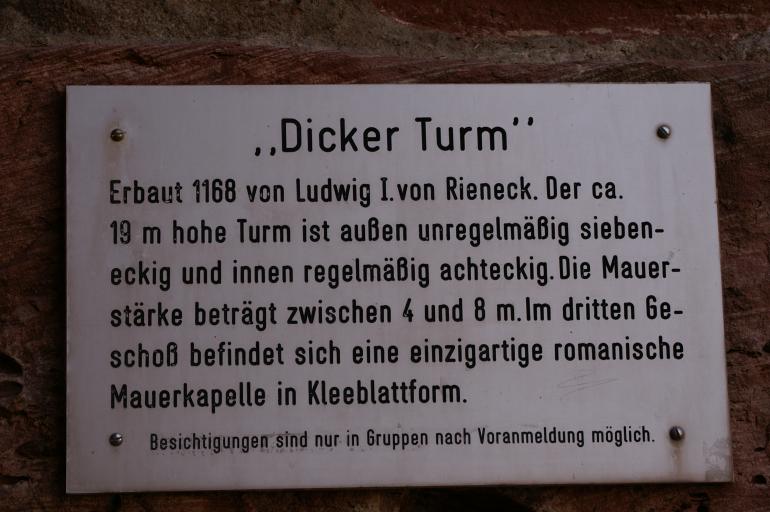 „Dicker Turm”
Erbaut 1168 von Ludwig I.von Rieneck. Der ca.
19 m hohe Turm ist außen unregelmäßig sieben-
eckig und innen regelmäßig achteckig. Die Mauer-
stärke beträgt zwischen 4 und 8 m. Im dritten Ge-
schoß befindet sich eine einzigartige romanische
Mauerkapelle in Kleeblattform.
Besichtigungen sind nur in Gruppen nach Voranmeldung möglich.